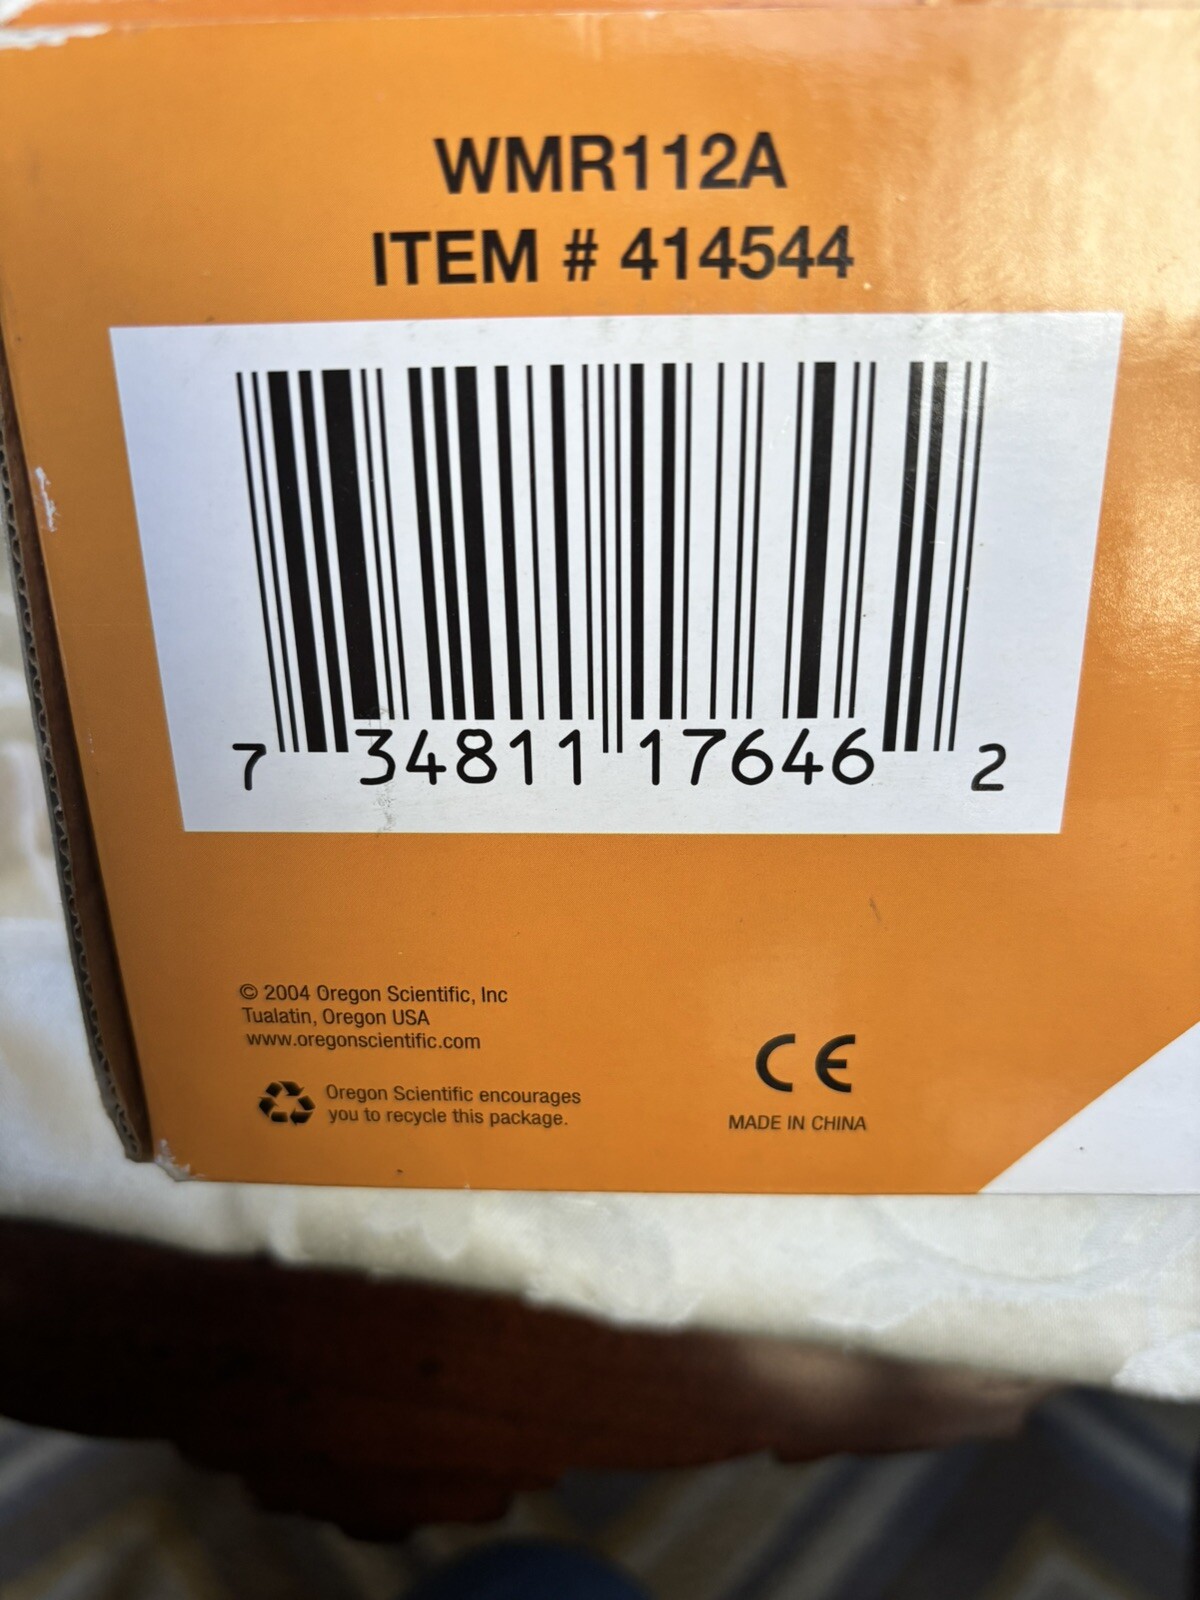 WMR112A
ITEM # 414544
7 34811 17646 2
© 2004 Oregon Scientific, Inc
Tualatin, Oregon USA
www.oregonscientific.com
Oregon Scientific encourages
you to recycle this package.
CE
MADE IN CHINA